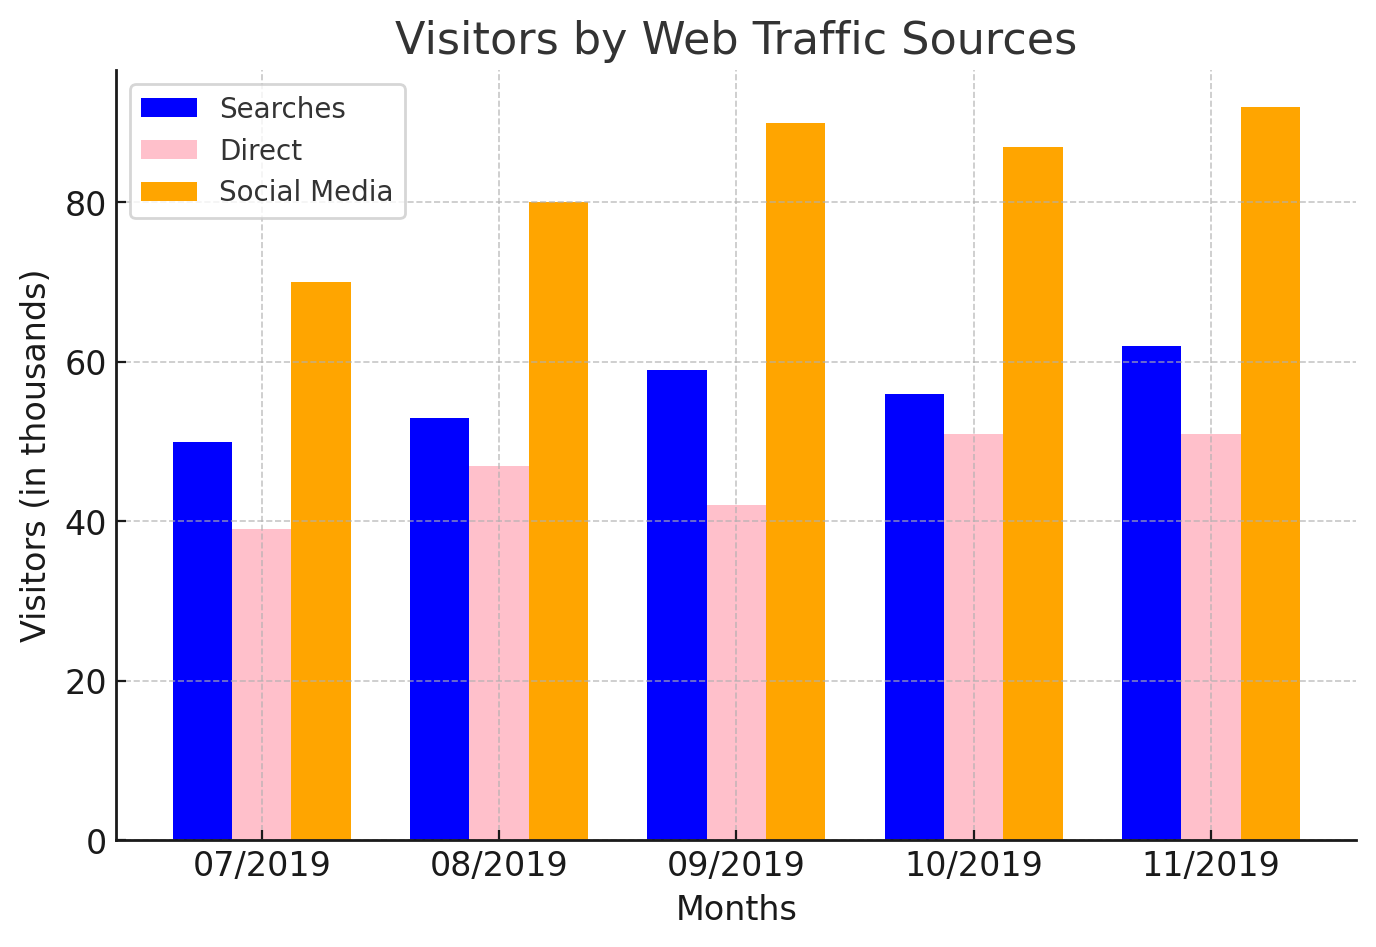 Visitors by Web Traffic Sources
Searches
Direct
Social Media
Visitors (in thousands)
80
60
40
20
0
07/2019 08/2019 09/2019 10/2019 11/2019
Months